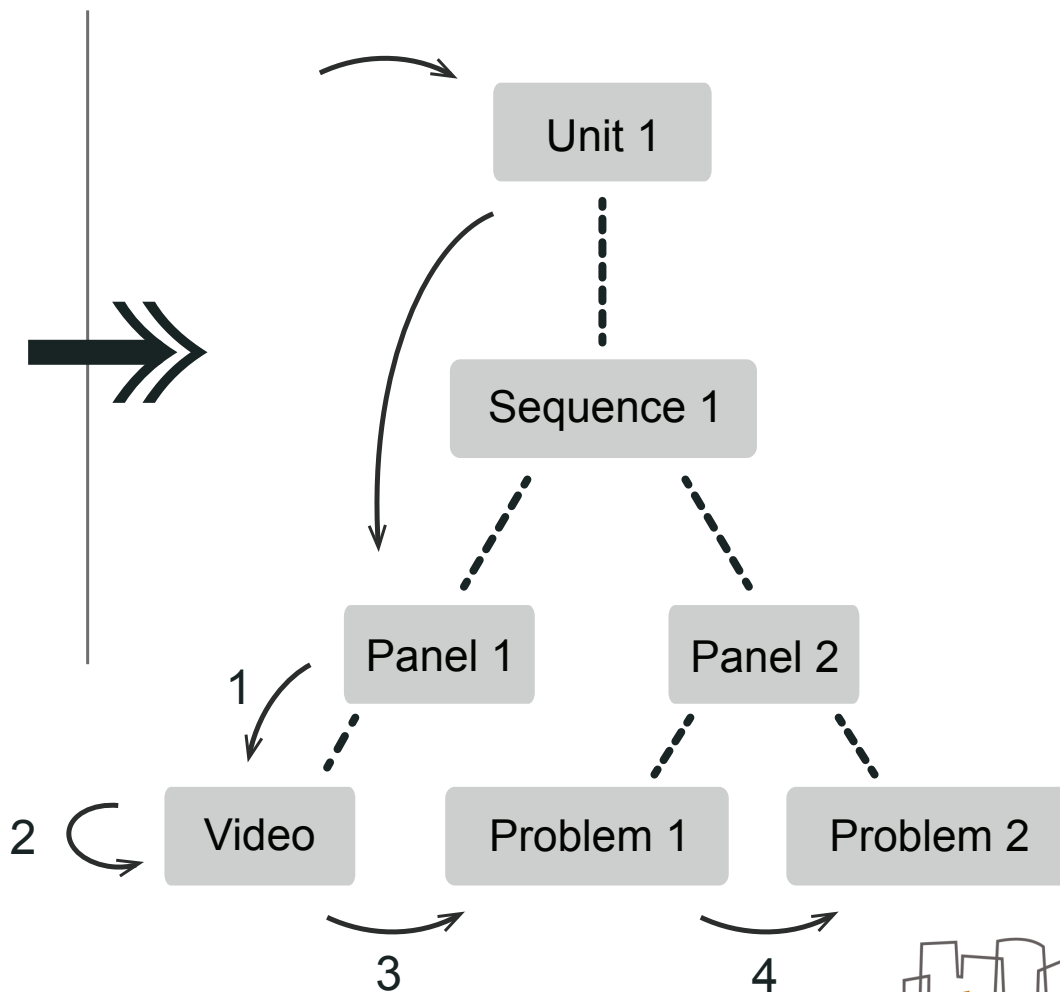 Unit 1
Sequence 1
Panel 1
Panel 2
1
Video
Problem 1
Problem 2
2
3
4